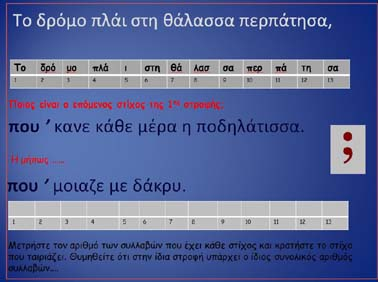 Το δρόμο πλάι στη θάλασσα περπάτησα,
Το δρό μο πλά ι στη θά λασ σα περ πά τη σα
1 2 3 4 5 6 7 8 9 10 11 12 13
Ποιος είναι ο επόμενος στίχος της 1ης στροφής;
που ’ κανε κάθε μέρα η ποδηλάτισσα.
;
Ή μήπως ......
που ’ μοιαζε με δάκρυ.
1 2 3 4 5 6 7 8 9 10 11 12 13
Μετρήστε τον αριθμό των συλλαβών που έχει κάθε στίχος και κρατήστε το στίχο
που ταιριάζει. Θυμηθείτε ότι στην ίδια στροφή υπάρχει ο ίδιος συνολικός αριθμός
συλλαβών....